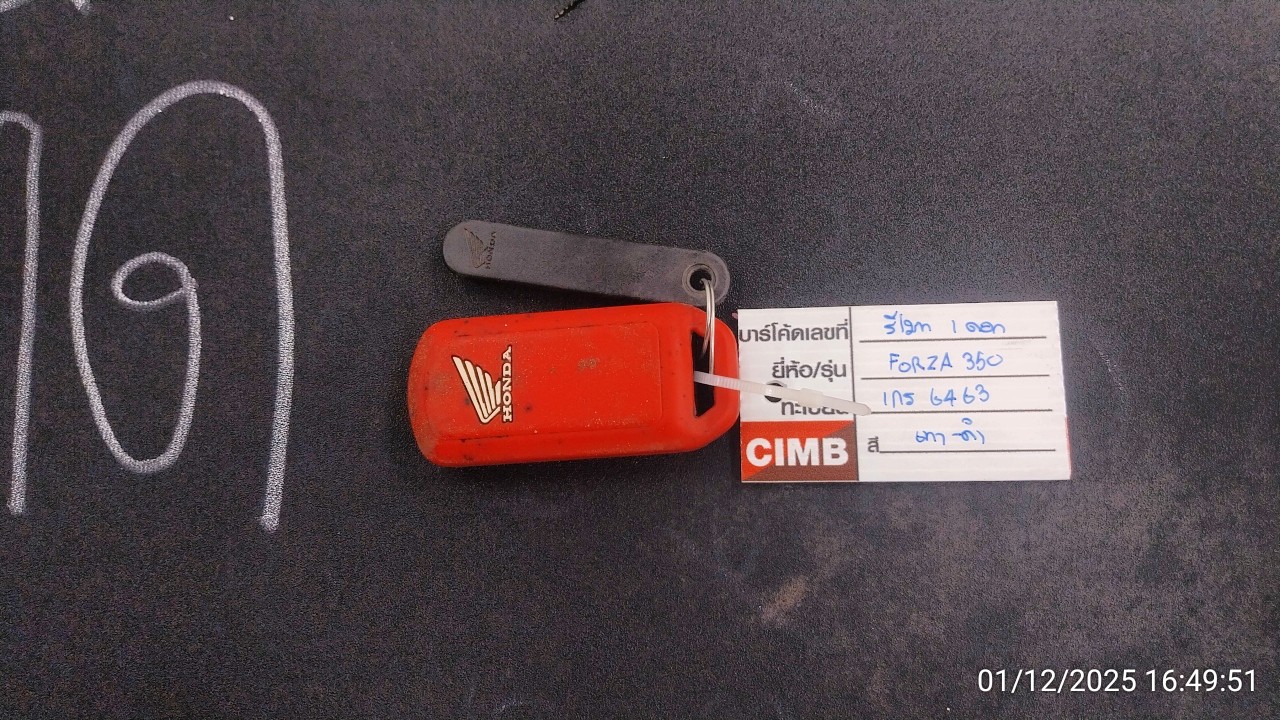 ด
HONDA
HONDA
บาร์โค้ดเลขที่ รีโมท 1 ดอก
ยี่ห้อ/รุ่น FORZA 350
ทะเบียน 1กร 6463
CIMB สี เทา-ดำ
01/12/2025 16:49:51